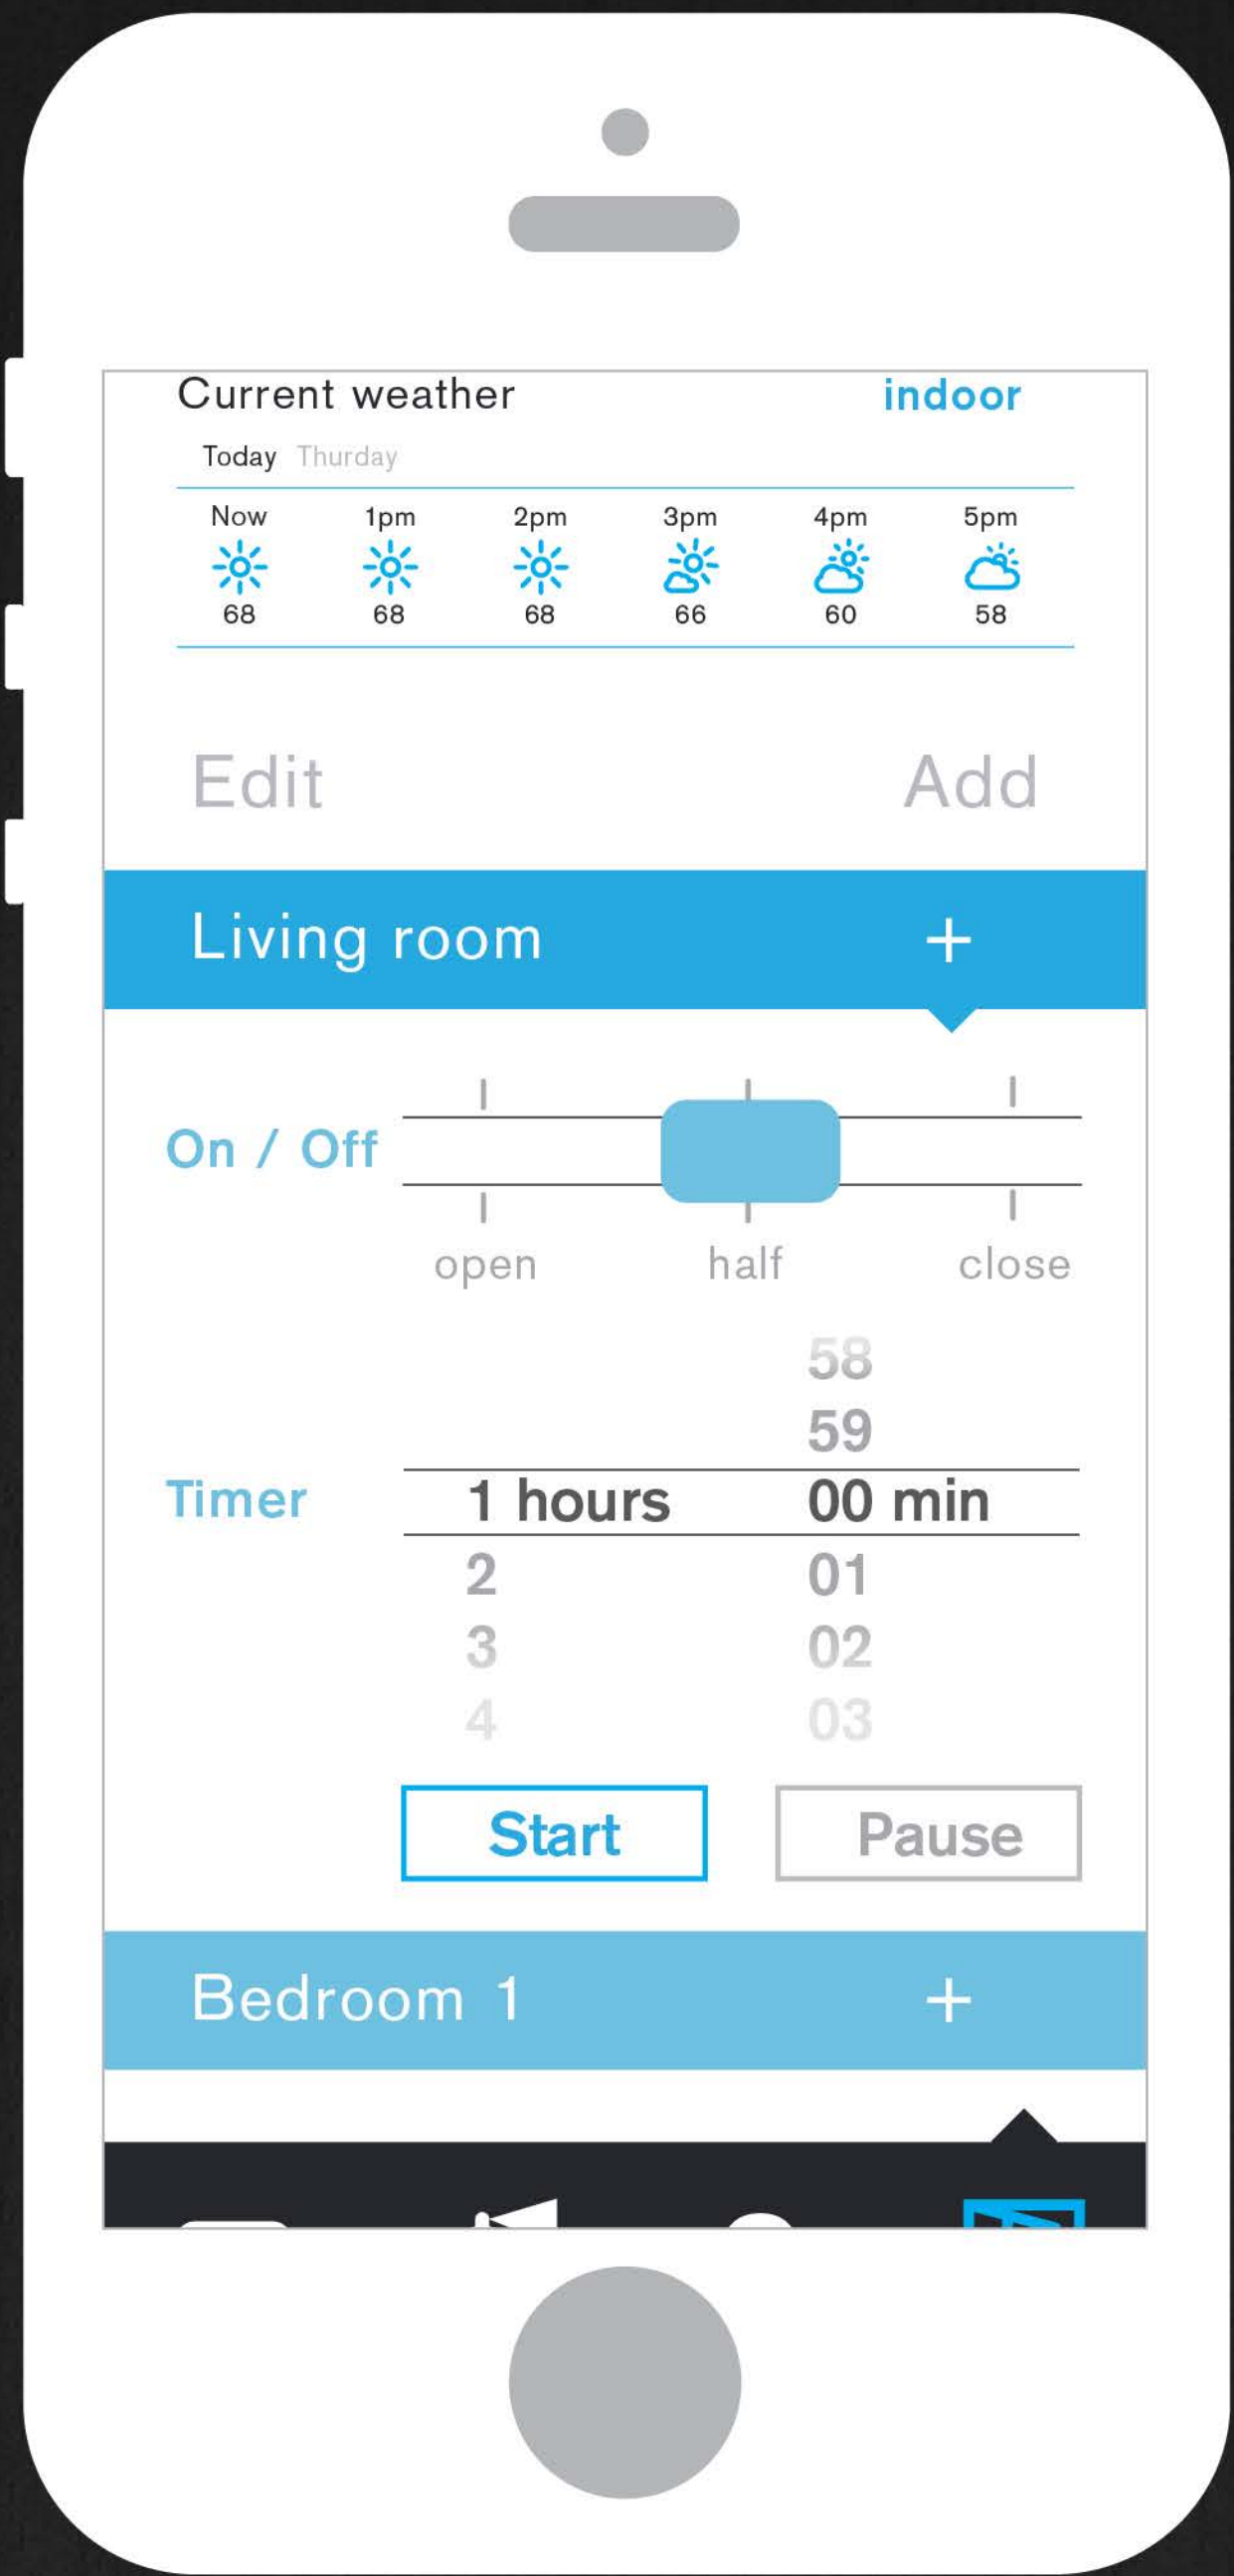 Current weather indoor
Today Thurday
Now 1pm 2pm 3pm 4pm 5pm
68 68 68 66 60 58
Edit Add
Living room +
On / Off
open half close
58
59
Timer 1 hours 00 min
2 01
3 02
4 03
Start Pause
Bedroom 1 +